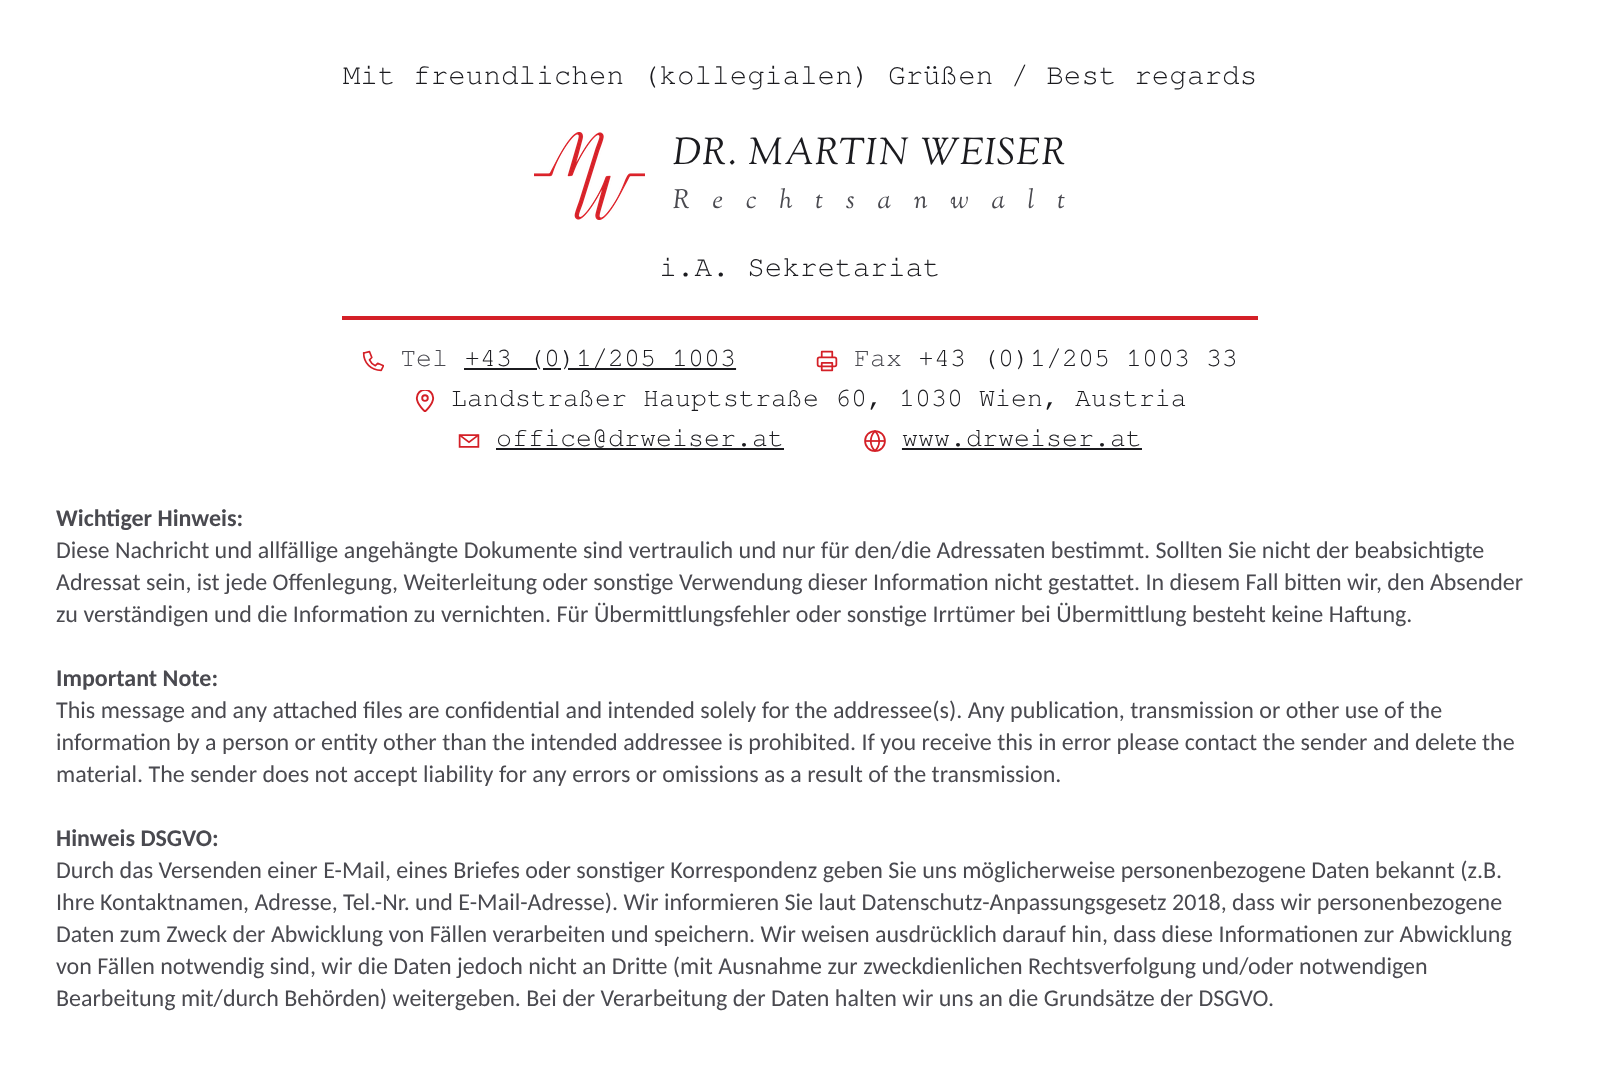 Mit freundlichen (kollegialen) Grüßen / Best regards
MW
DR. MARTIN WEISER
Rechtsanwalt
i.A. Sekretariat
Tel +43 (0)1/205 1003 Fax +43 (0)1/205 1003 33
Landstraßer Hauptstraße 60, 1030 Wien, Austria
office@drweiser.at www.drweiser.at
Wichtiger Hinweis:
Diese Nachricht und allfällige angehängte Dokumente sind vertraulich und nur für den/die Adressaten bestimmt. Sollten Sie nicht der beabsichtigte
Adressat sein, ist jede Offenlegung, Weiterleitung oder sonstige Verwendung dieser Information nicht gestattet. In diesem Fall bitten wir, den Absender
zu verständigen und die Information zu vernichten. Für Übermittlungsfehler oder sonstige Irrtümer bei Übermittlung besteht keine Haftung.
Important Note:
This message and any attached files are confidential and intended solely for the addressee(s). Any publication, transmission or other use of the
information by a person or entity other than the intended addressee is prohibited. If you receive this in error please contact the sender and delete the
material. The sender does not accept liability for any errors or omissions as a result of the transmission.
Hinweis DSGVO:
Durch das Versenden einer E-Mail, eines Briefes oder sonstiger Korrespondenz geben Sie uns möglicherweise personenbezogene Daten bekannt (z.B.
Ihre Kontaktnamen, Adresse, Tel.-Nr. und E-Mail-Adresse). Wir informieren Sie laut Datenschutz-Anpassungsgesetz 2018, dass wir personenbezogene
Daten zum Zweck der Abwicklung von Fällen verarbeiten und speichern. Wir weisen ausdrücklich darauf hin, dass diese Informationen zur Abwicklung
von Fällen notwendig sind, wir die Daten jedoch nicht an Dritte (mit Ausnahme zur zweckdienlichen Rechtsverfolgung und/oder notwendigen
Bearbeitung mit/durch Behörden) weitergeben. Bei der Verarbeitung der Daten halten wir uns an die Grundsätze der DSGVO.